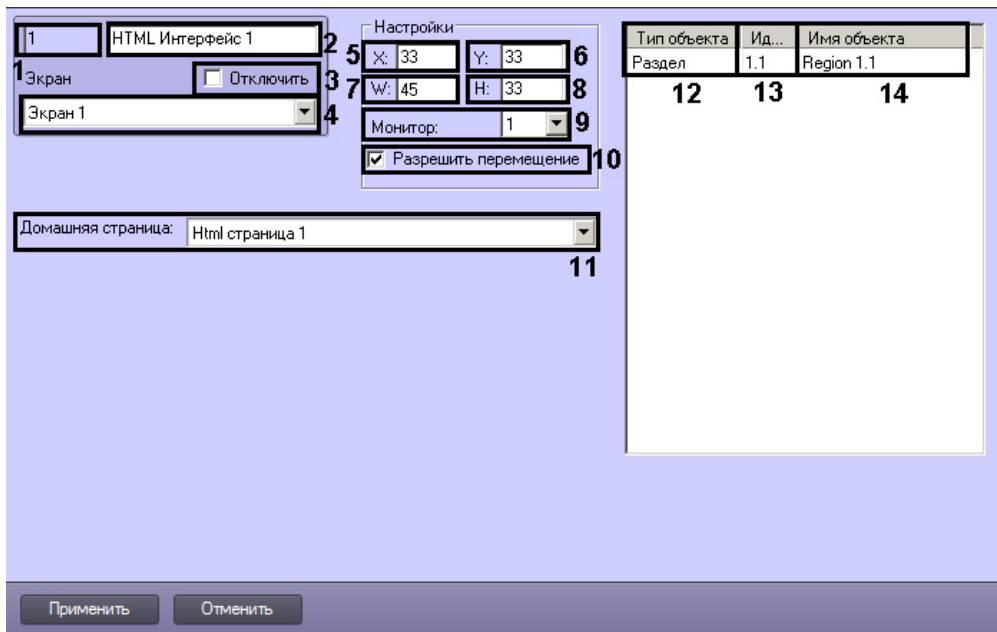 1 HTML Интерфейс 1 2
1 Экран Отключить 3
Экран 1 4
Настройки
5 X: 33 Y: 33 6
7 W: 45 H: 33 8
Монитор: 1 9
Разрешить перемещение 10
Домашняя страница: Html страница 1
11
Тип объекта Ид... Имя объекта
Раздел 1.1 Region 1.1
12 13 14
Применить Отменить